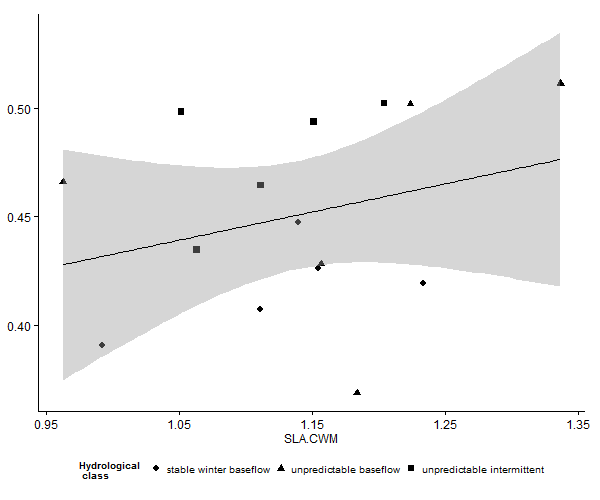 0.50
0.45
0.40
0.95 1.05 1.15 1.25 1.35
SLA.CWM
Hydrological
class
stable winter baseflow unpredictable baseflow unpredictable intermittent